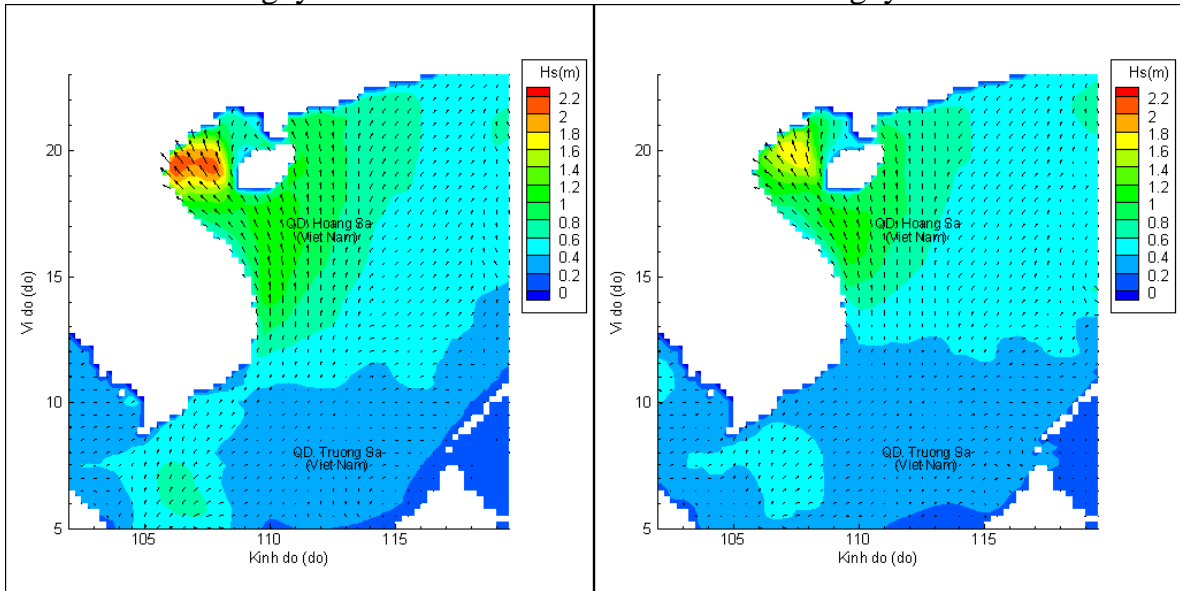 Hs(m)
2.2
2
1.8
1.6
1.4
1.2
1
0.8
0.6
0.4
0.2
0
20
15
10
5
Vi do (do)
QD. Hoang Sa
(Viet Nam)
QD. Truong Sa
(Viet Nam)
105
110
115
Kinh do (do)
Hs(m)
2.2
2
1.8
1.6
1.4
1.2
1
0.8
0.6
0.4
0.2
0
20
15
10
5
Vi do (do)
QD. Hoang Sa
(Viet Nam)
QD. Truong Sa
(Viet Nam)
105
110
115
Kinh do (do)